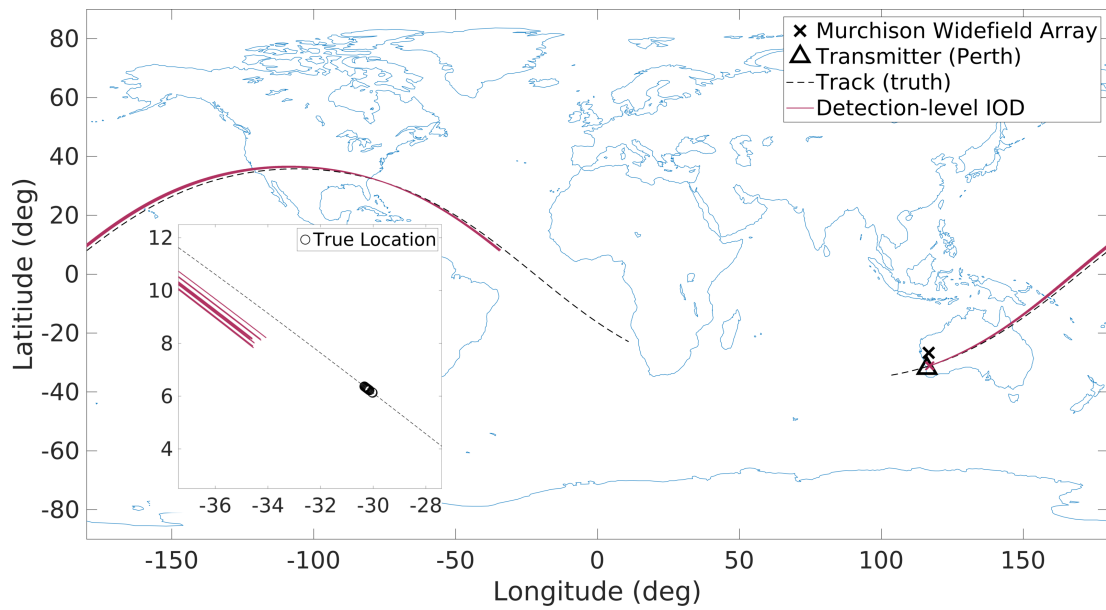 Murchison Widefield Array
Transmitter (Perth)
Track (truth)
Detection-level IOD
80
60
40
20
0
-20
-40
-60
-80
Latitiude (deg)
True Location
12
10
8
6
4
-36 -34 -32 -30 -28
-150 -100 -50 0 50 100 150
Longitude (deg)